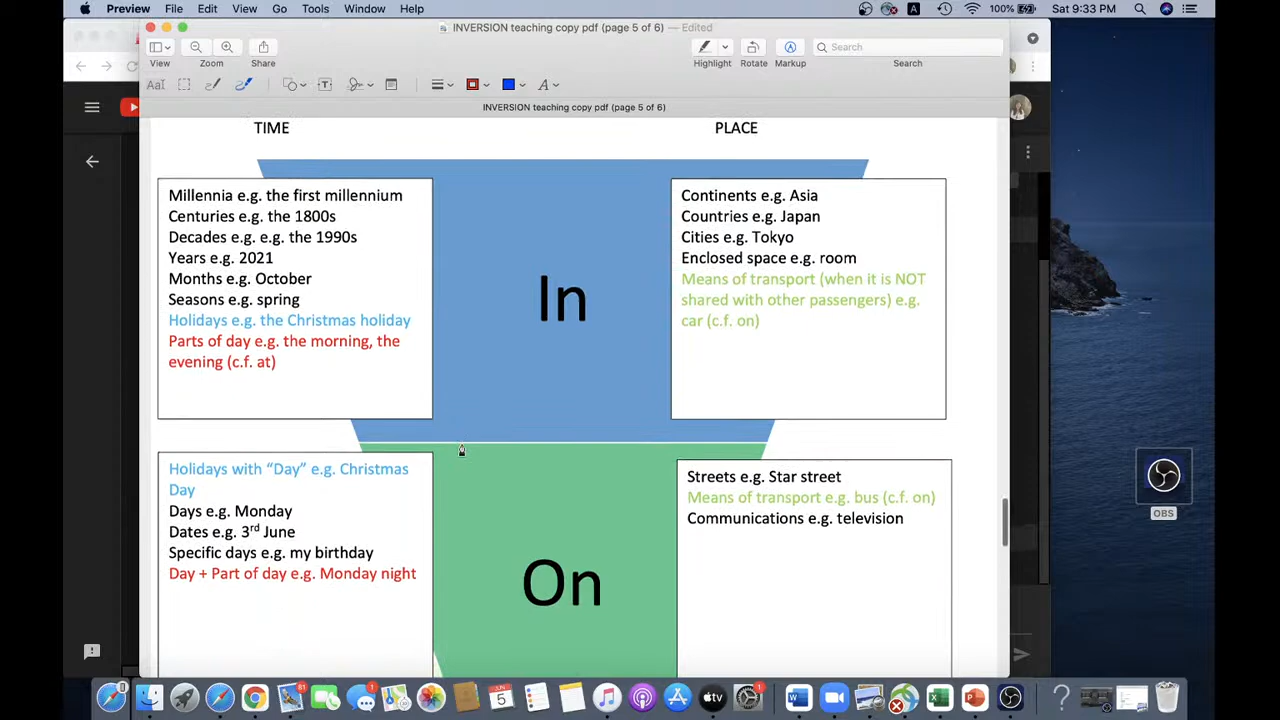 Preview File Edit View Go Tools Window Help 100% Sat 9:33 PM
INVERSION teaching copy pdf (page 5 of 6) — Edited
Search
View Zoom Share Highlight Rotate Markup Search
INVERSION teaching copy pdf (page 5 of 6)
TIME PLACE
Millennia e.g. the first millennium
Centuries e.g. the 1800s
Decades e.g. e.g. the 1990s
Years e.g. 2021
Months e.g. October
Seasons e.g. spring
Holidays e.g. the Christmas holiday
Parts of day e.g. the morning, the
evening (c.f. at)
In
Continents e.g. Asia
Countries e.g. Japan
Cities e.g. Tokyo
Enclosed space e.g. room
Means of transport (when it is NOT
shared with other passengers) e.g.
car (c.f. on)
Holidays with “Day” e.g. Christmas
Day
Days e.g. Monday
Dates e.g. 3rd June
Specific days e.g. my birthday
Day + Part of day e.g. Monday night
On
Streets e.g. Star street
Means of transport e.g. bus (c.f. on)
Communications e.g. television
OBS